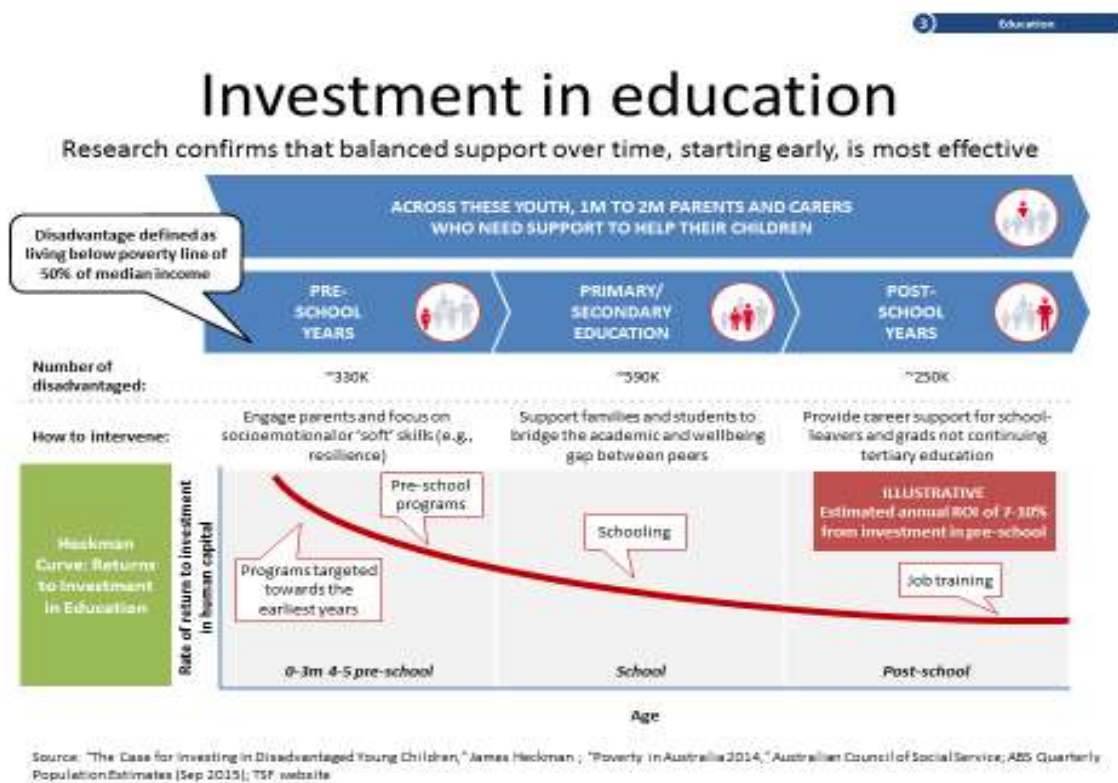 3 Education
Investment in education
Research confirms that balanced support over time, starting early, is most effective
ACROSS THESE YOUTH, 1M TO 2M PARENTS AND CARERS
WHO NEED SUPPORT TO HELP THEIR CHILDREN
Disadvantage defined as
living below poverty line of
50% of median income
PRE-
SCHOOL
YEARS
PRIMARY/
SECONDARY
EDUCATION
POST-
SCHOOL
YEARS
Number of
disadvantaged:
~330K
~590K
~250K
How to intervene:
Engage parents and focus on
socioemotional or 'soft' skills (e.g.,
resilience)
Support families and students to
bridge the academic and wellbeing
gap between peers
Provide career support for school-
leavers and grads not continuing
tertiary education
Heckman
Curve: Returns
to Investment
in Education
Rate of return to investment
in human capital
Pre-school
programs
Programs targeted
towards the
earliest years
Schooling
ILLUSTRATIVE
Estimated annual ROI of 7-10%
from investment in pre-school
Job training
0-3m 4-5 pre-school
School
Post-school
Age
Source: "The Case for Investing in Disadvantaged Young Children," James Heckman ; "Poverty in Australia 2014," Australian Council of Social Service; ABS Quarterly
Population Estimates (Sep 2015); TSF website